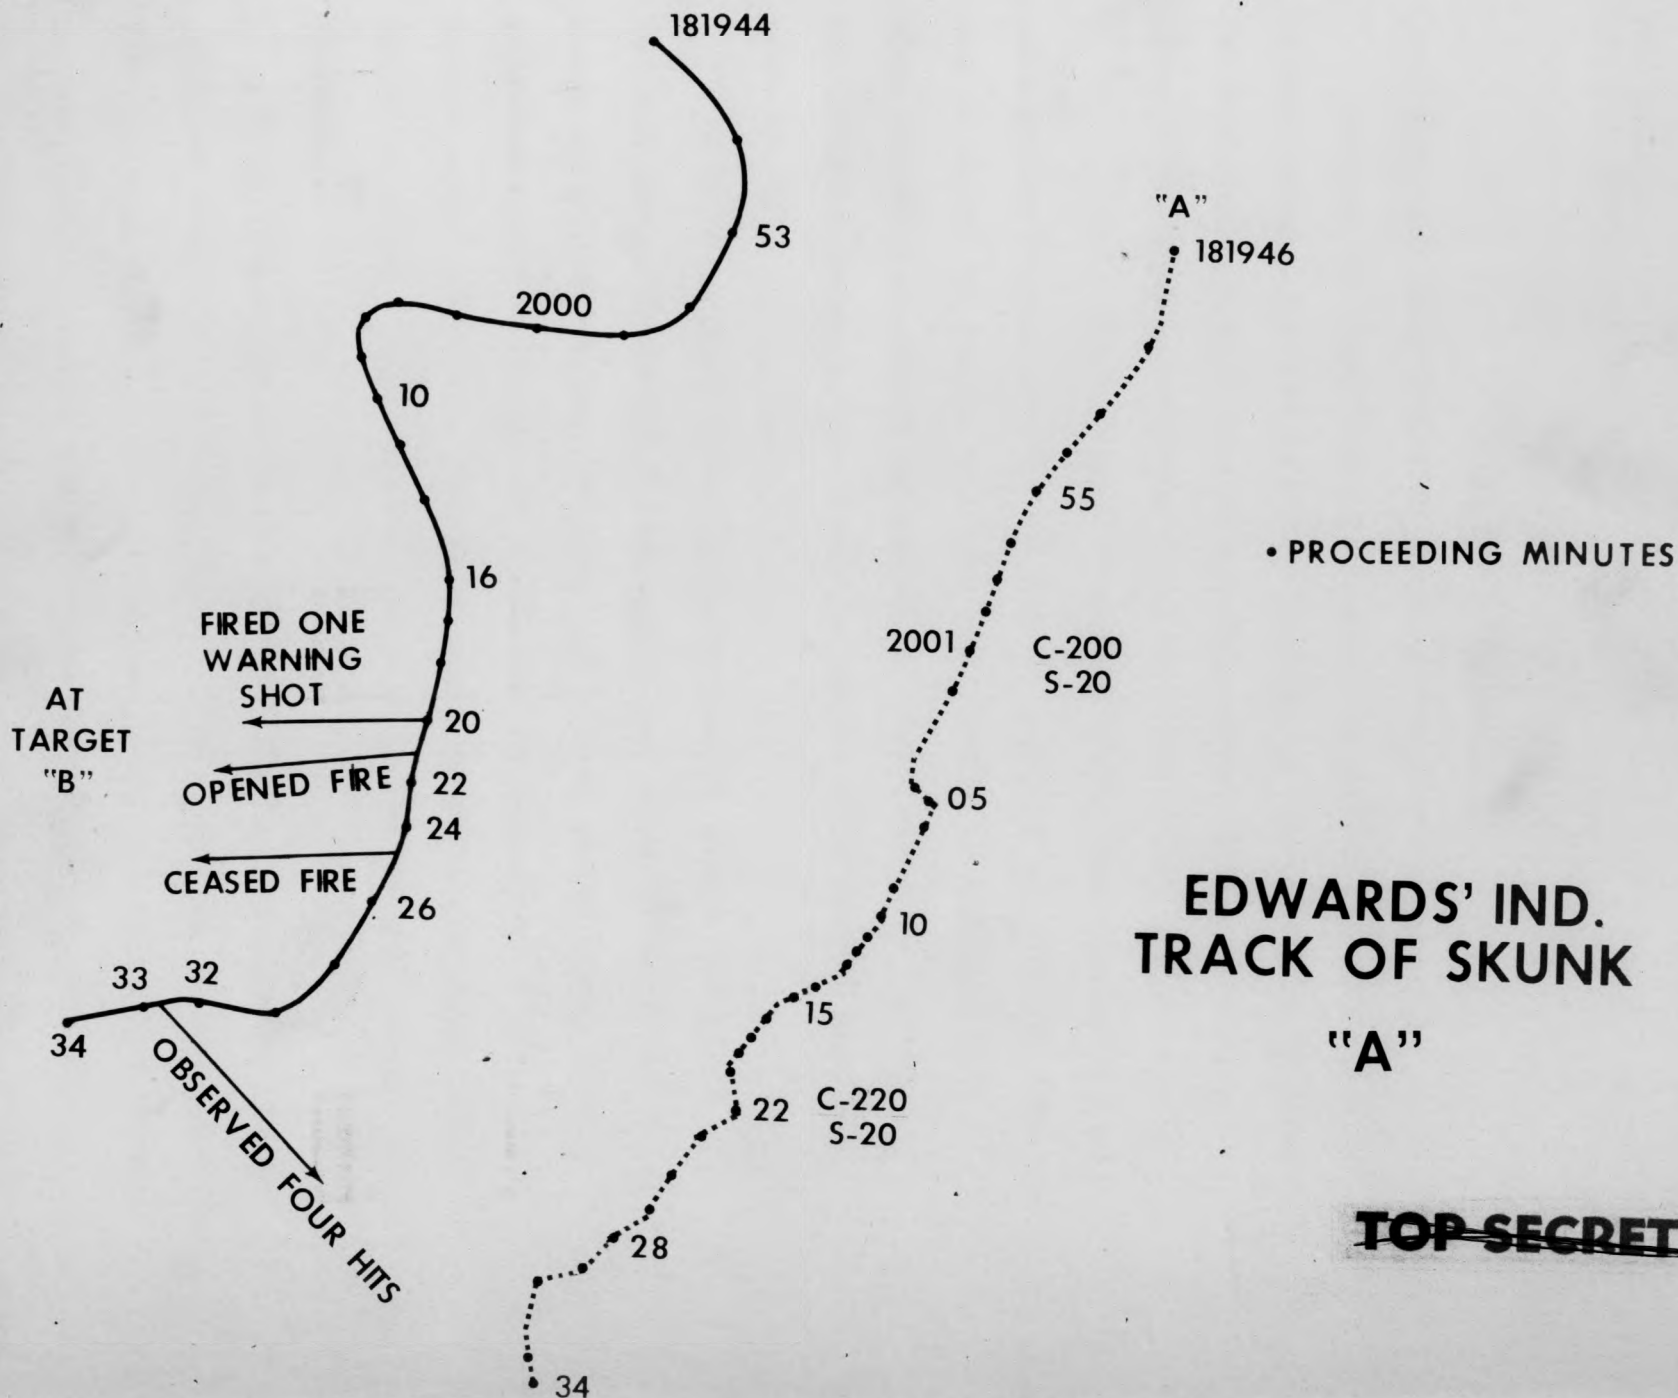 181944
53
2000
10
16
FIRED ONE
WARNING
SHOT
AT
TARGET
"B"
20
OPENED FIRE
22
24
CEASED FIRE
26
33
32
34
OBSERVED FOUR HITS
"A"
181946
55
2001
C-200
S-20
05
10
15
22
C-220
S-20
28
34
• PROCEEDING MINUTES
EDWARDS' IND.
TRACK OF SKUNK
"A"
TOP SECRET